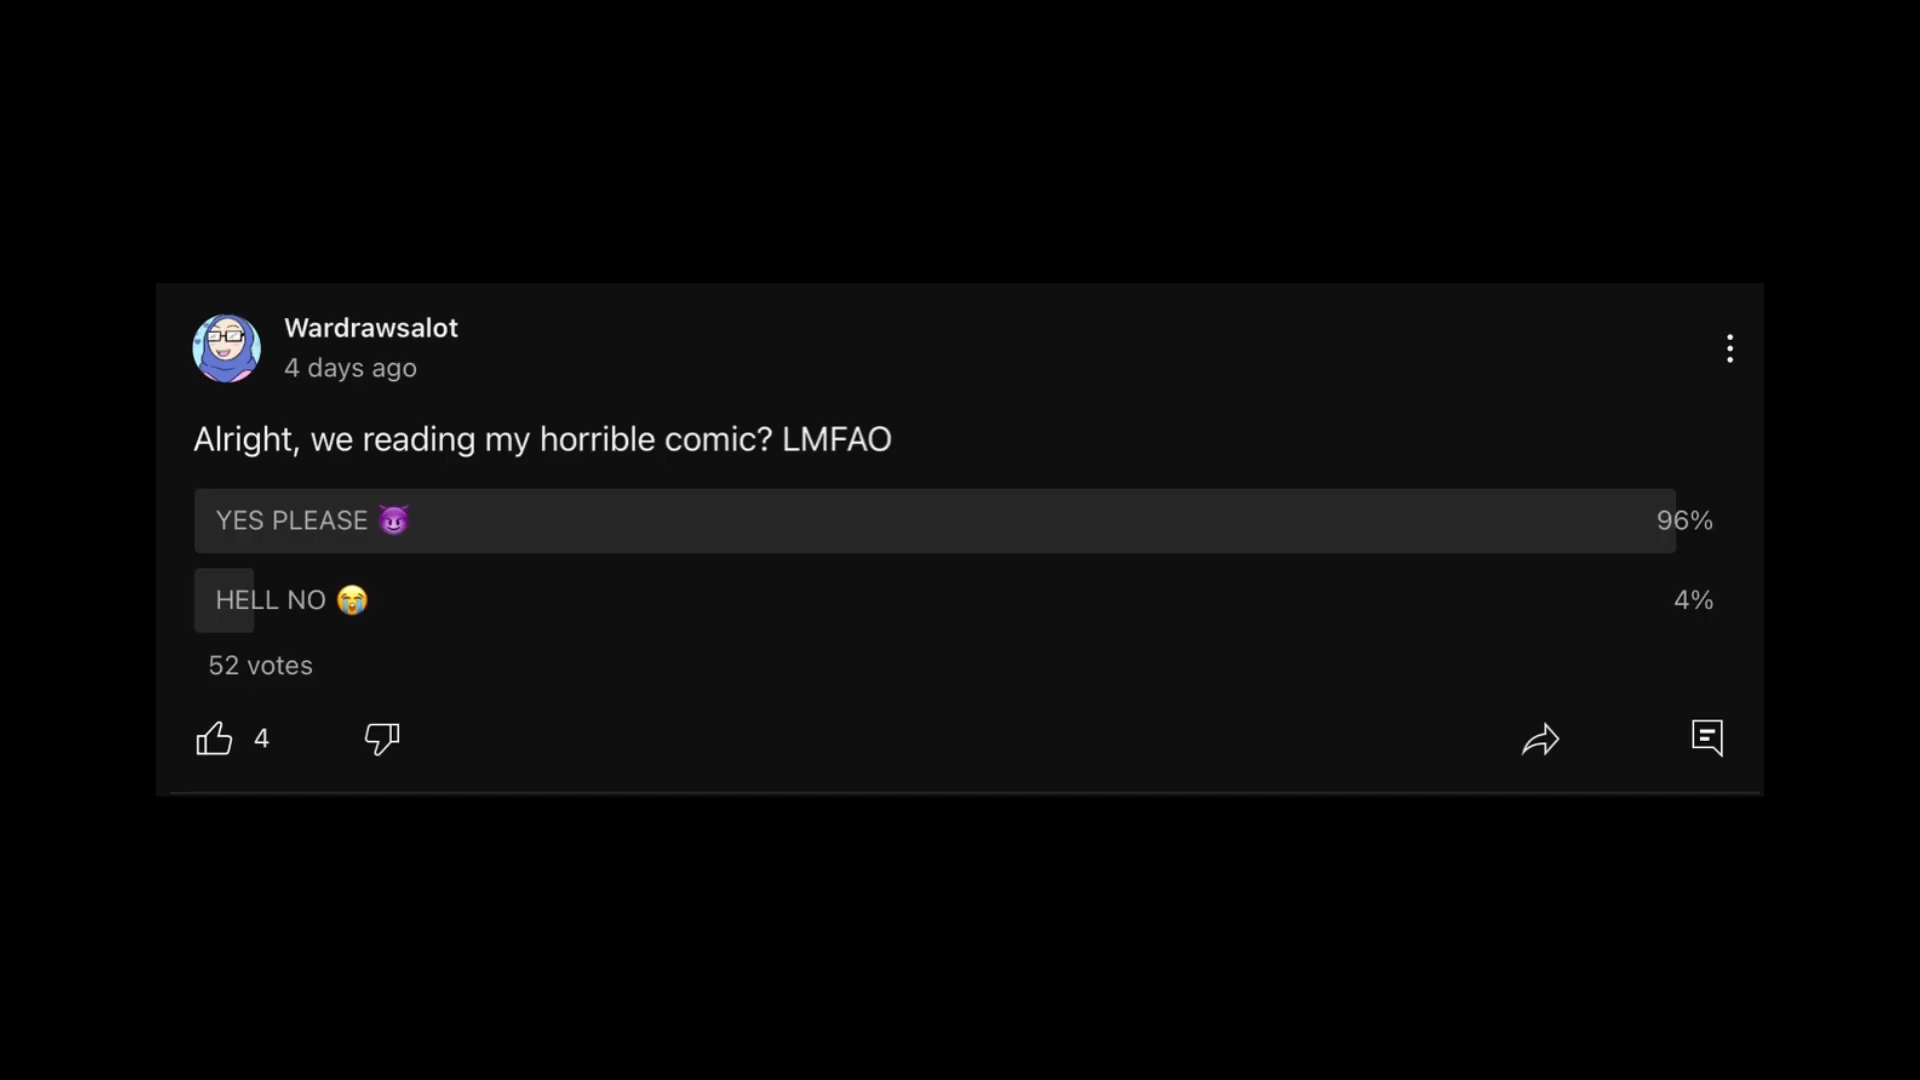 Wardrawsalot
4 days ago
Alright, we reading my horrible comic? LMFAO
YES PLEASE 😈 96%
HELL NO 😭 4%
52 votes
4